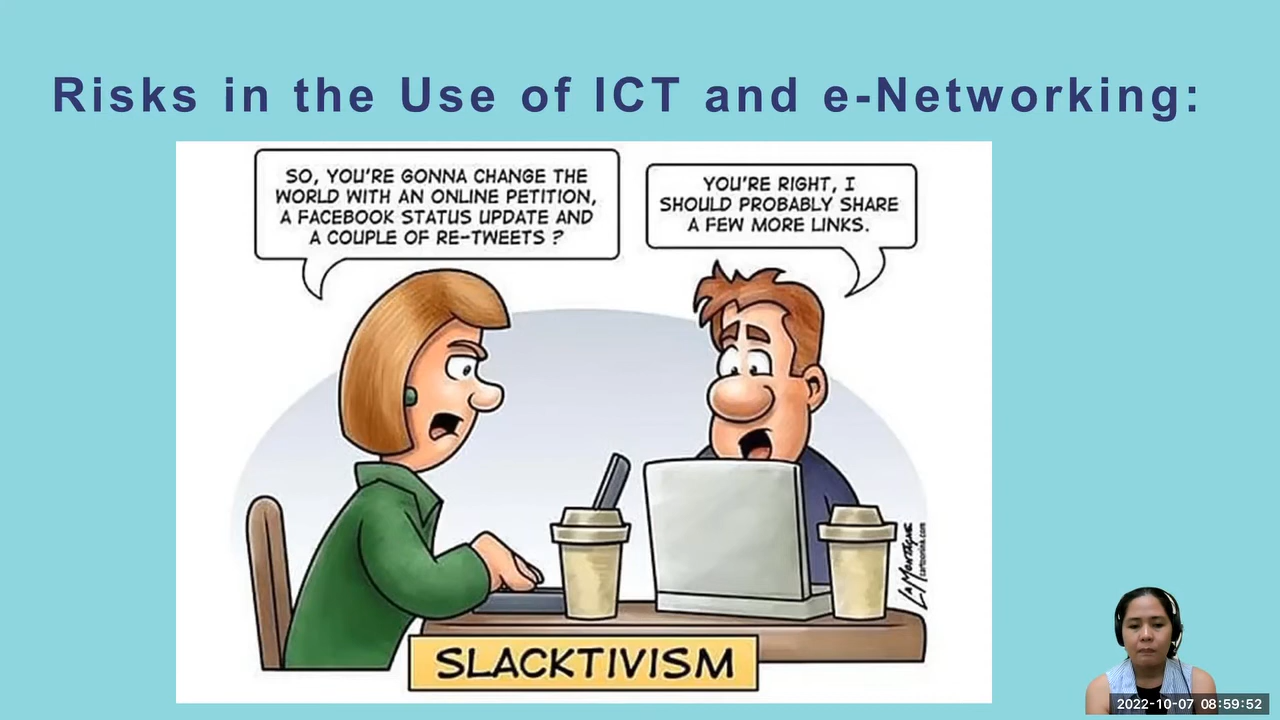 Risks in the Use of ICT and e-Networking:
SO, YOU'RE GONNA CHANGE THE
WORLD WITH AN ONLINE PETITION,
A FACEBOOK STATUS UPDATE AND
A COUPLE OF RE-TWEETS ?
YOU'RE RIGHT, I
SHOULD PROBABLY SHARE
A FEW MORE LINKS.
LA MONTAGNE
SLACKTIVISM
2022-10-07 08:59:52